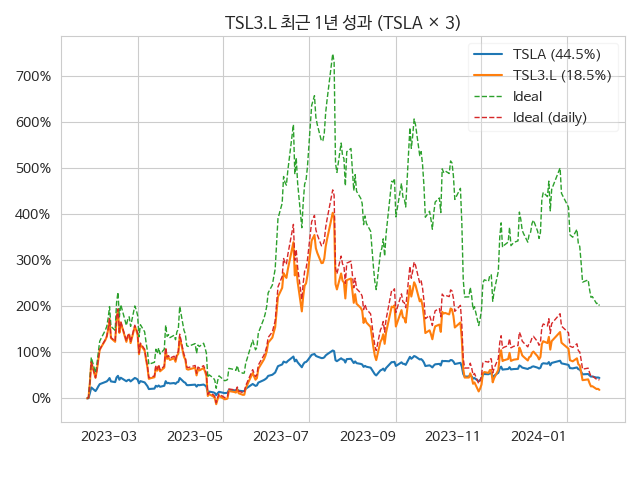 TSL3.L 최근 1년 성과 (TSLA × 3)
TSLA (44.5%)
TSL3.L (18.5%)
Ideal
Ideal (daily)
700%
600%
500%
400%
300%
200%
100%
0%
2023-03 2023-05 2023-07 2023-09 2023-11 2024-01